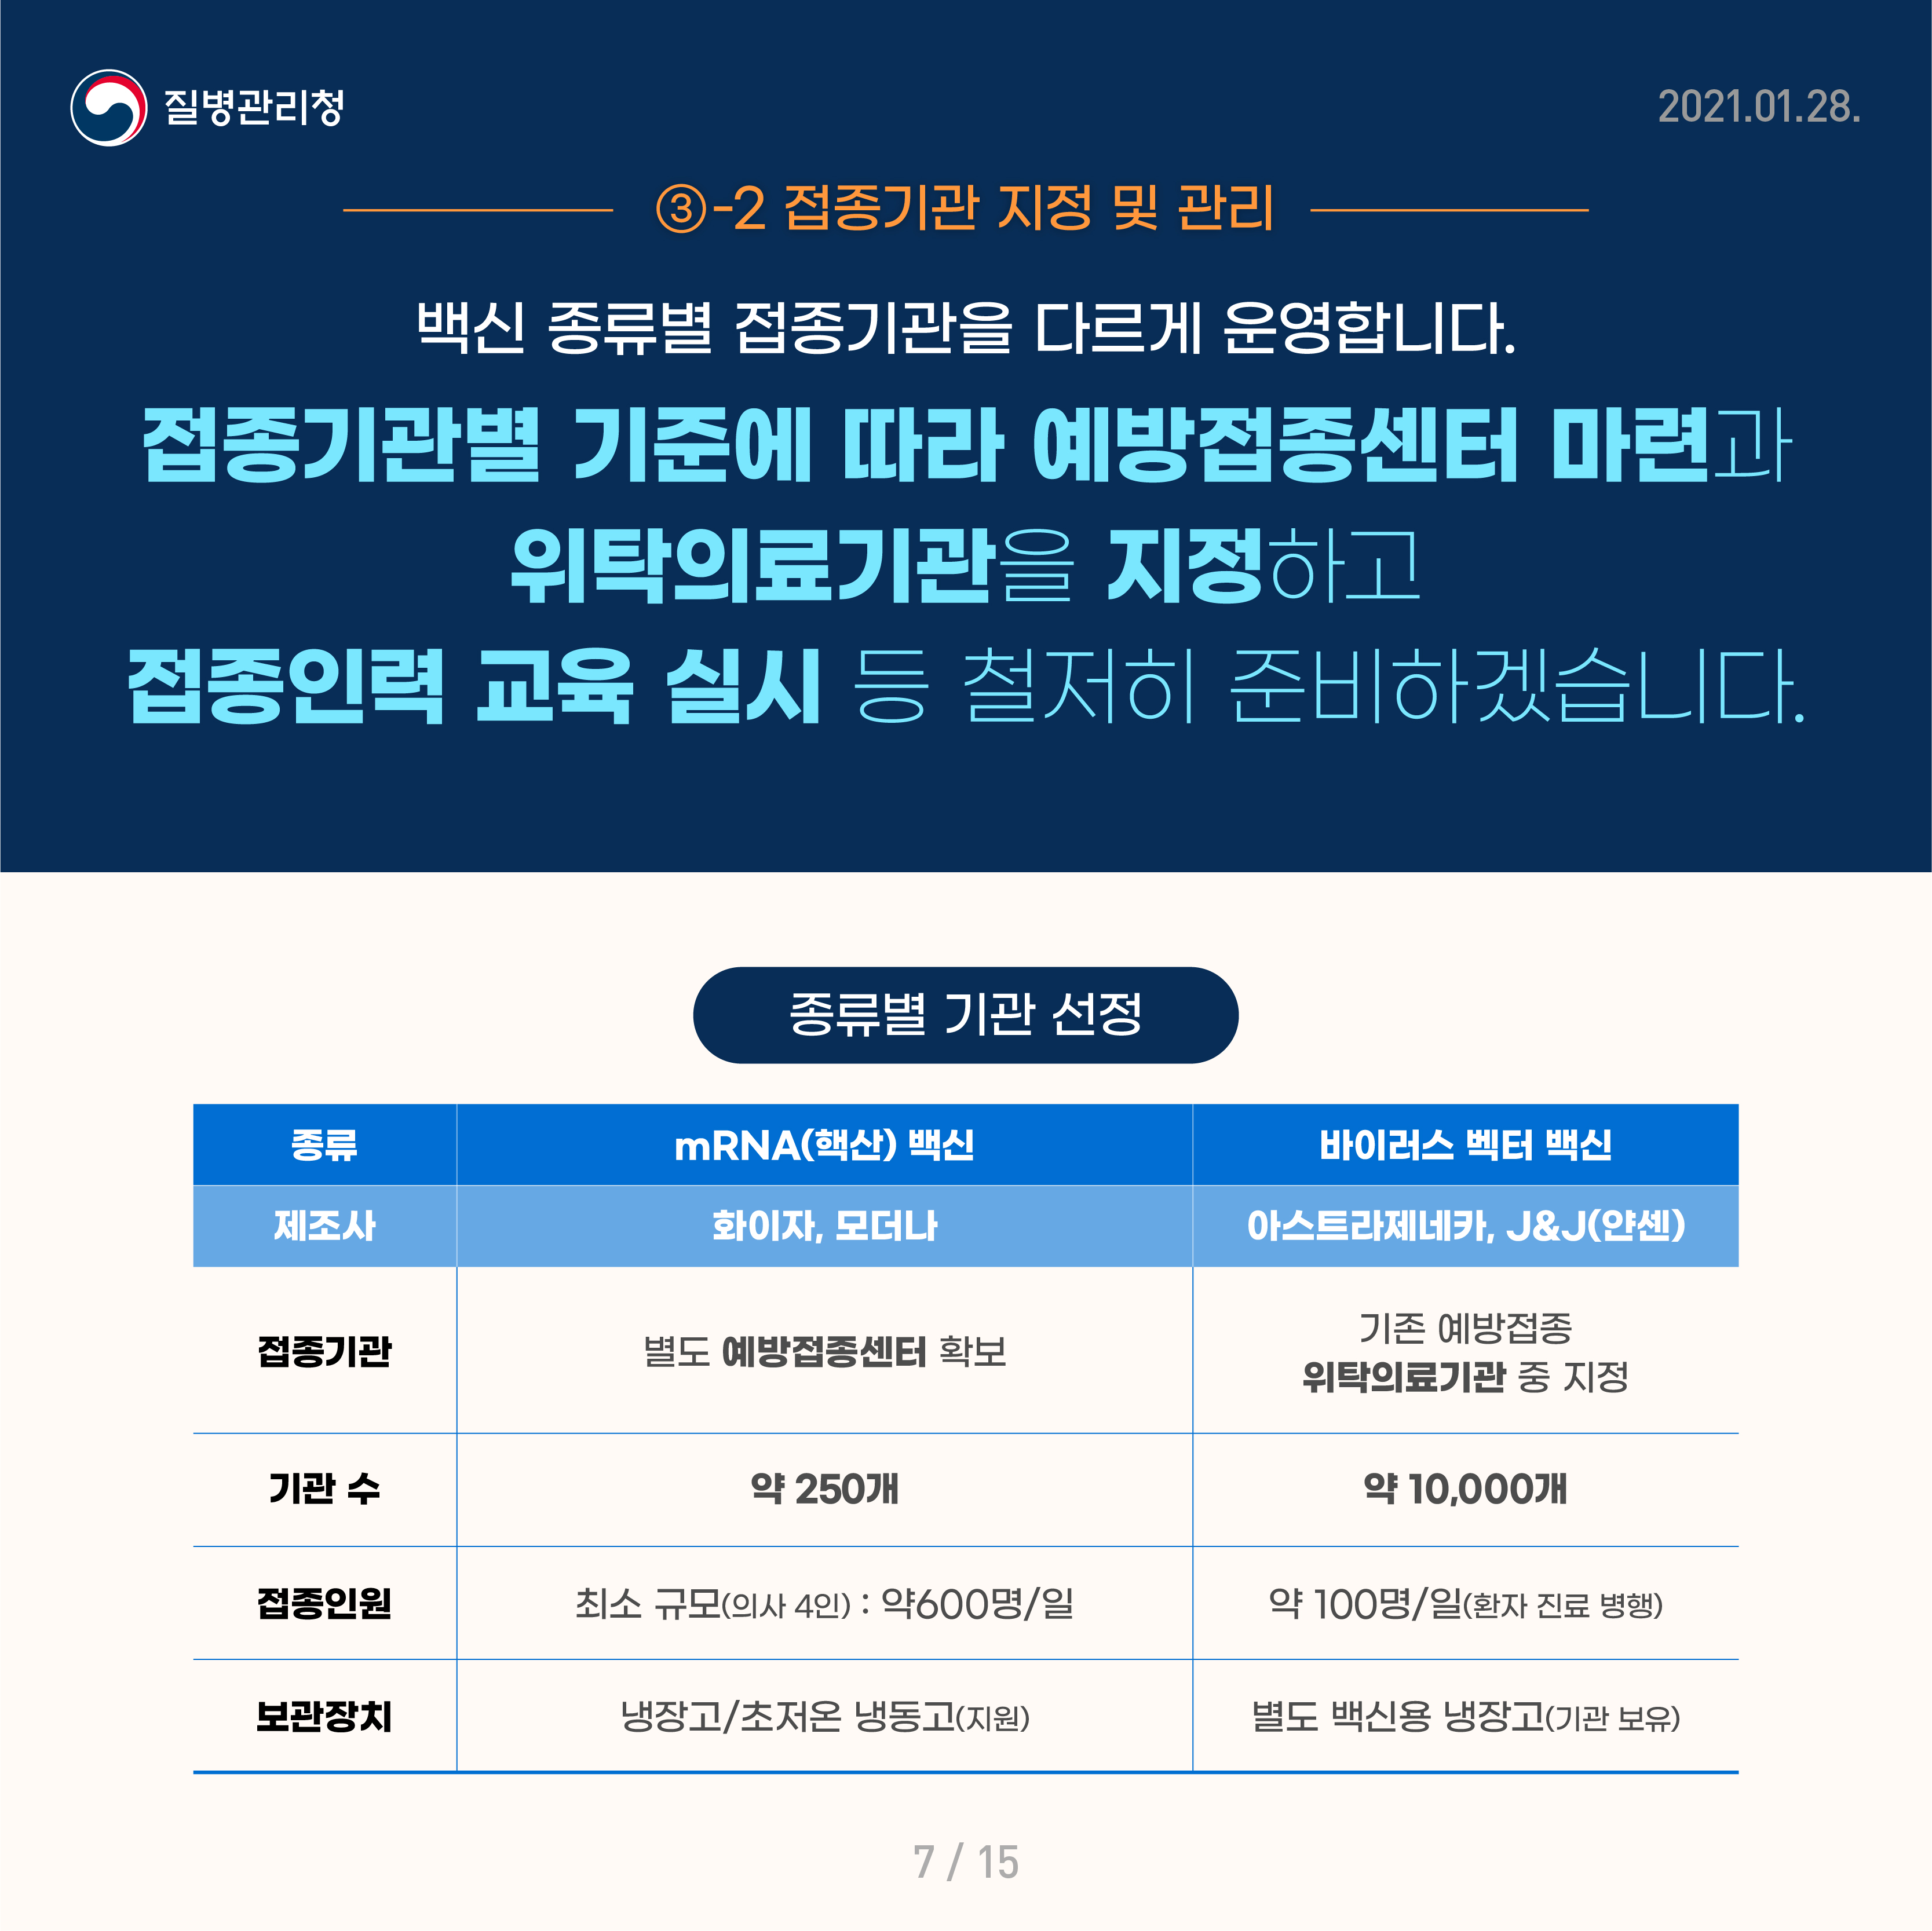 질병관리청
2021.01.28.
③-2 접종기관 지정 및 관리
백신 종류별 접종기관을 다르게 운영합니다.
접종기관별 기준에 따라 예방접종센터 마련과
위탁의료기관을 지정하고
접종인력 교육 실시 등 철저히 준비하겠습니다.
종류별 기관 선정
종류 mRNA(핵산) 백신 바이러스 벡터 백신
제조사 화이자, 모더나 아스트라제네카, J&J(얀센)
접종기관 별도 예방접종센터 확보 기존 예방접종
위탁의료기관 중 지정
기관 수 약 250개 약 10,000개
접종인원 최소 규모(의사 4인) : 약600명/일 약 100명/일(환자 진료 병행)
보관장치 냉장고/초저온 냉동고(지원) 별도 백신용 냉장고(기관 보유)
7 / 15